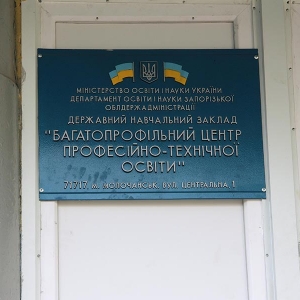 МІНІСТЕРСТВО ОСВІТИ І НАУКИ УКРАЇНИ
ДЕПАРТАМЕНТ ОСВІТИ І НАУКИ ЗАПОРІЗЬКОЇ
ОБЛДЕРЖАДМІНІСТРАЦІЇ
ДЕРЖАВНИЙ НАВЧАЛЬНИЙ ЗАКЛАД
"БАГАТОПРОФІЛЬНИЙ ЦЕНТР
ПРОФЕСІЙНО-ТЕХНІЧНОЇ
ОСВІТИ"
71717, м. МОЛОЧАНСЬК, ВУЛ. ЦЕНТРАЛЬНА, 1